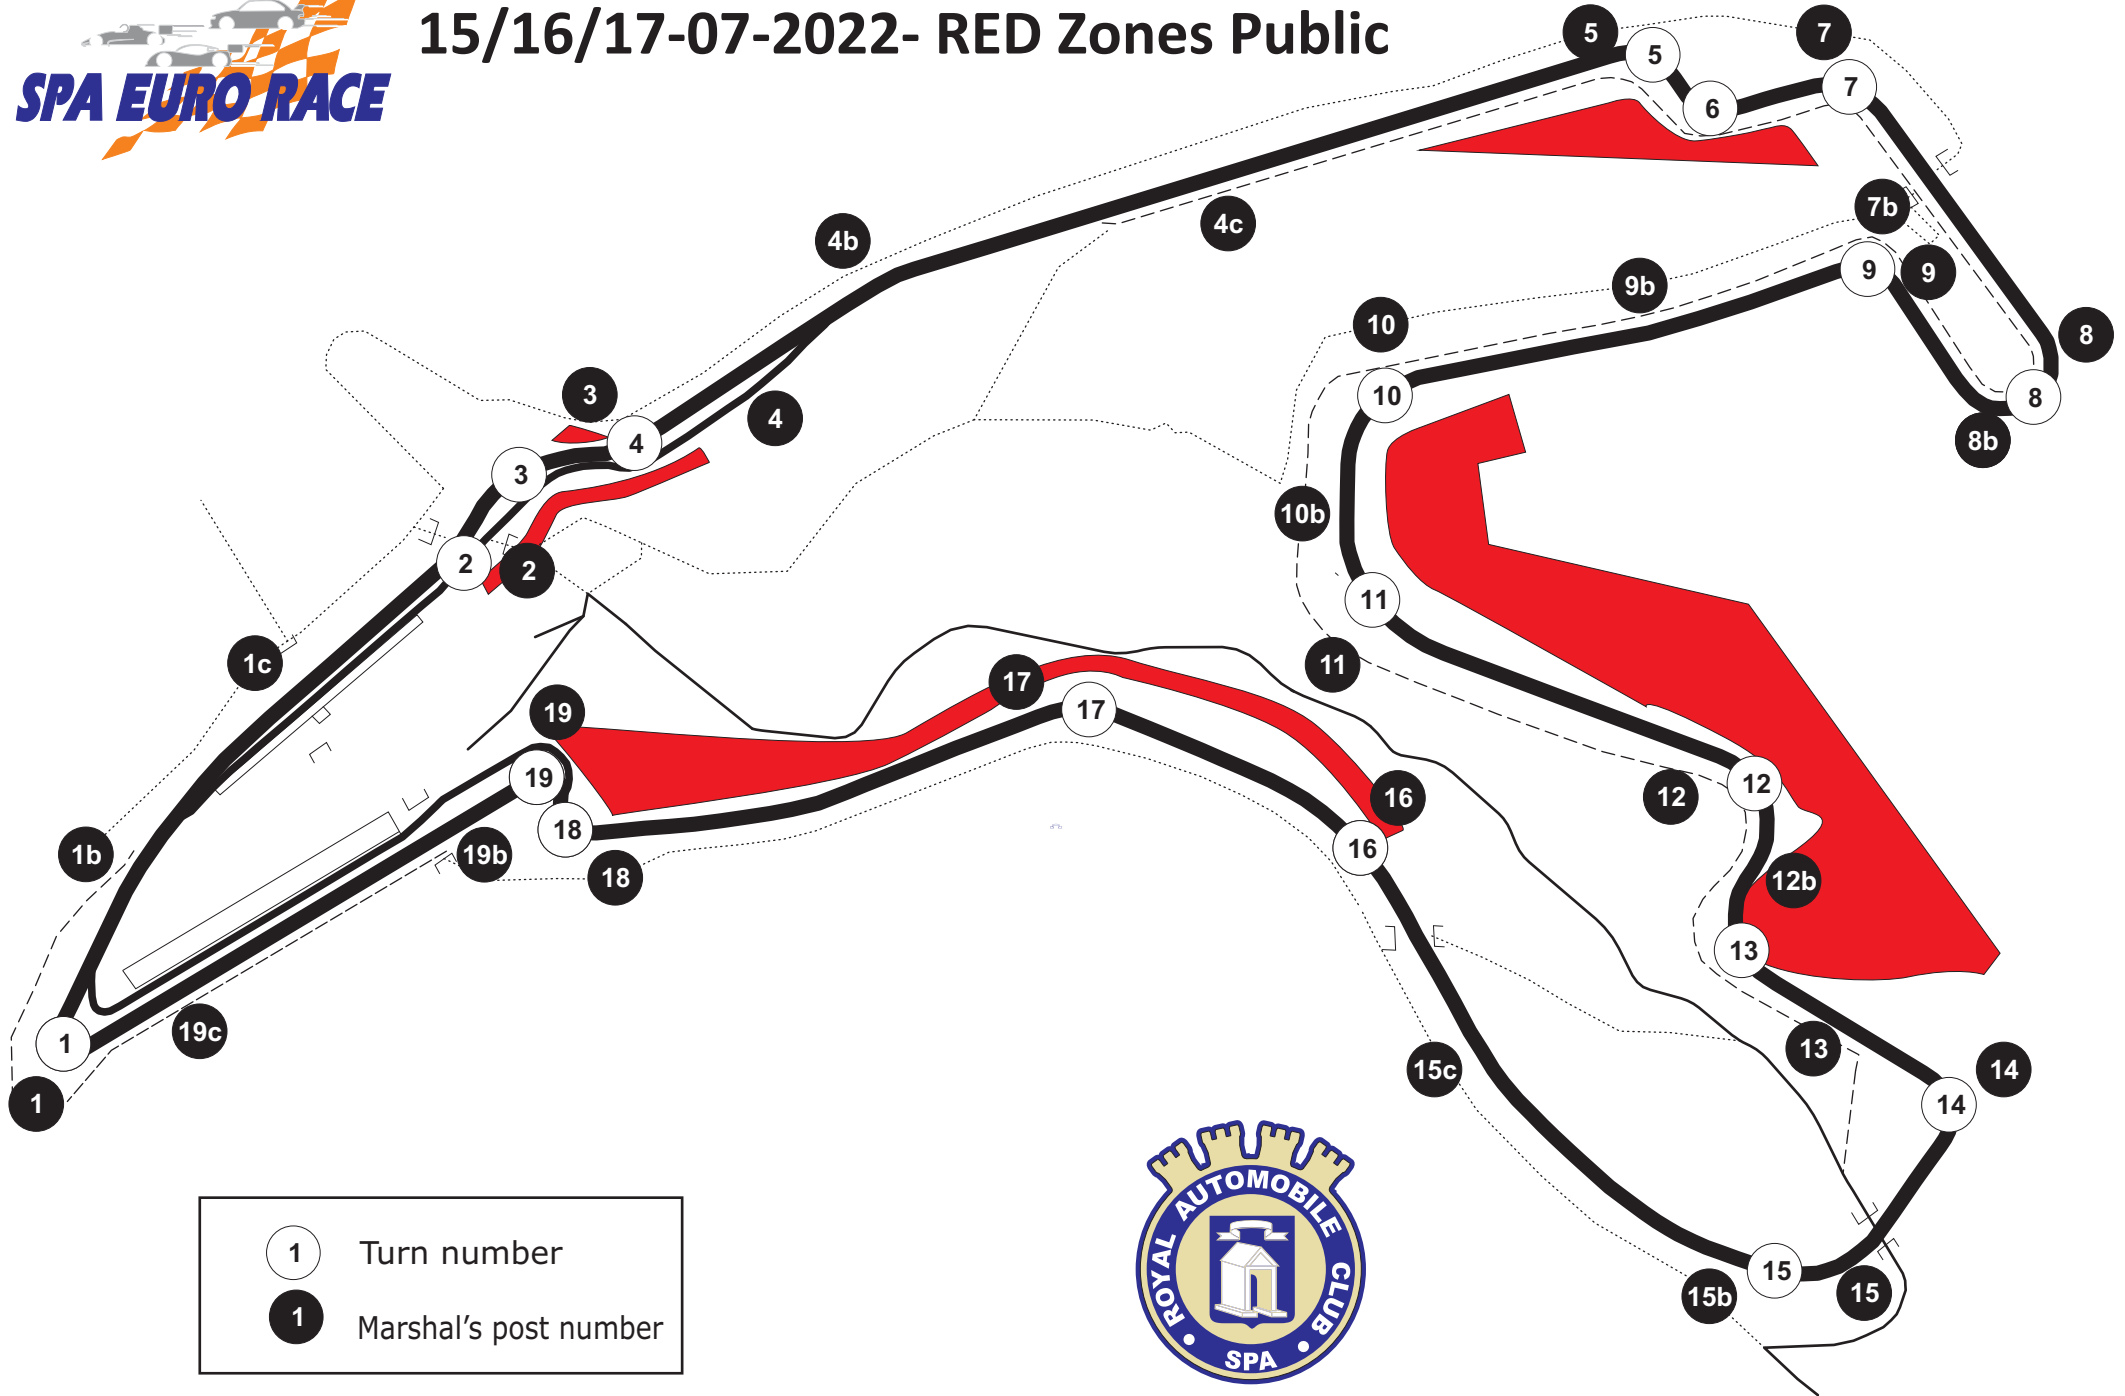 15/16/17-07-2022- RED Zones Public
SPA EURO RACE
5
7
5
7
6
4c
4b
7b
9
9
9b
10
8
10
8
8b
3
4
4
3
2
2
10b
11
11
1c
17
17
19
19
16
16
12
12
12b
18
18
19b
1b
13
13
19c
1
1
15c
14
14
15
15
15b
1 Turn number
1 Marshal's post number
ROYAL AUTOMOBILE CLUB
SPA